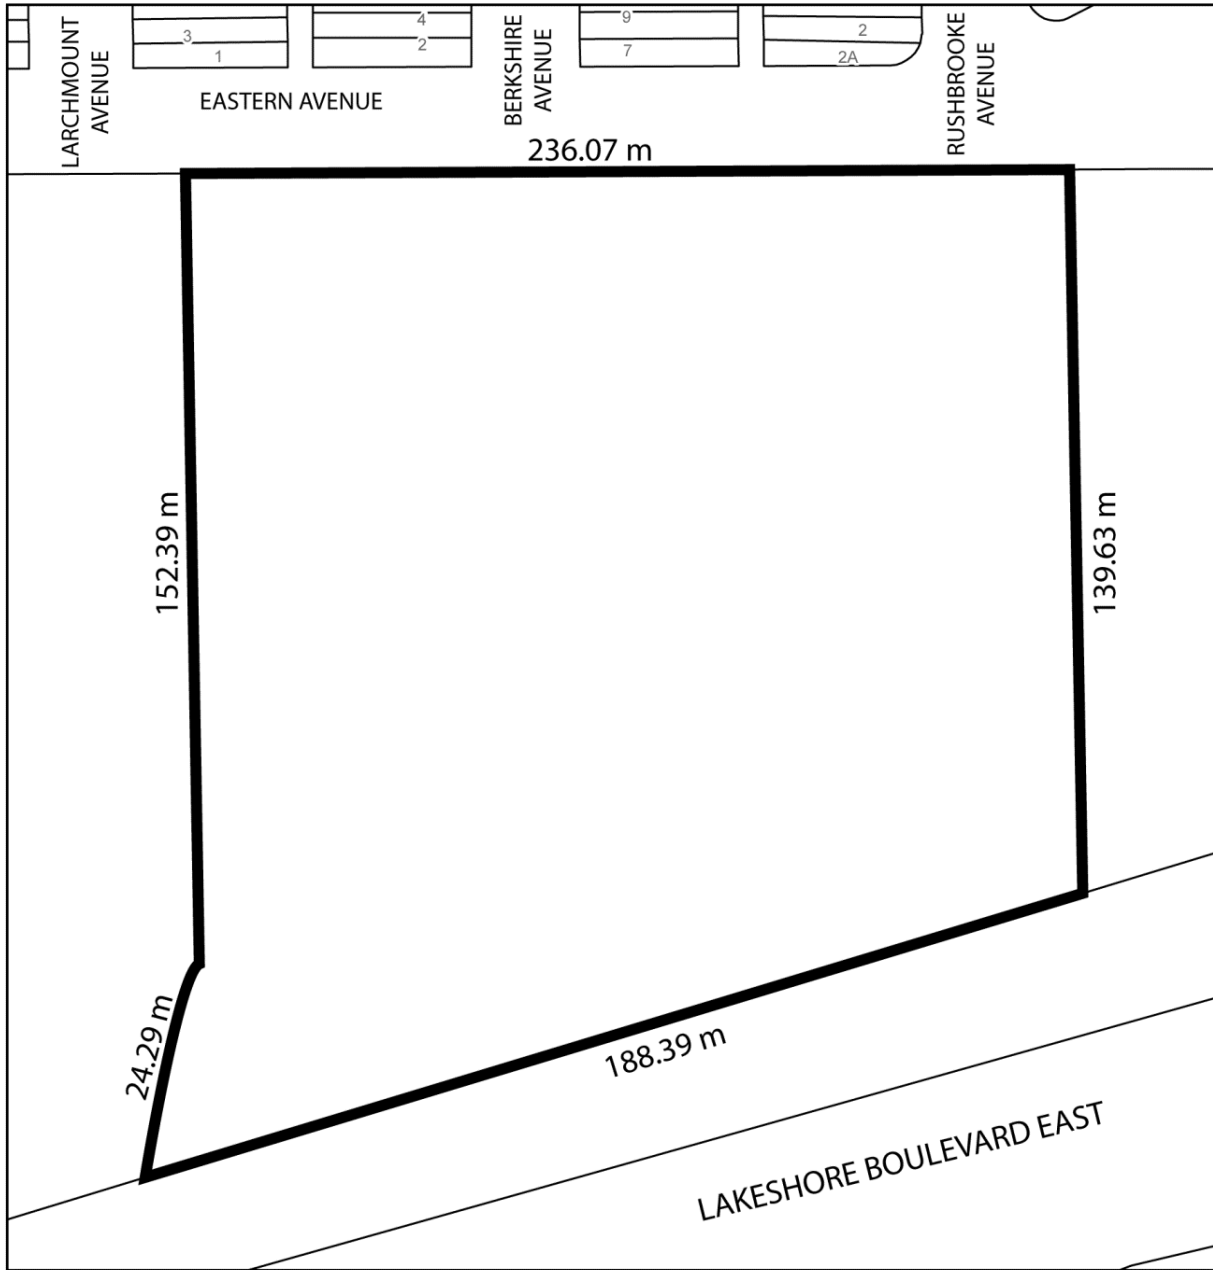 3
1
4
2
9
7
2
2A
LARCHMOUNT
AVENUE
EASTERN AVENUE
BERKSHIRE
AVENUE
RUSHBROOKE
AVENUE
236.07 m
152.39 m
139.63 m
24.29 m
188.39 m
LAKESHORE BOULEVARD EAST